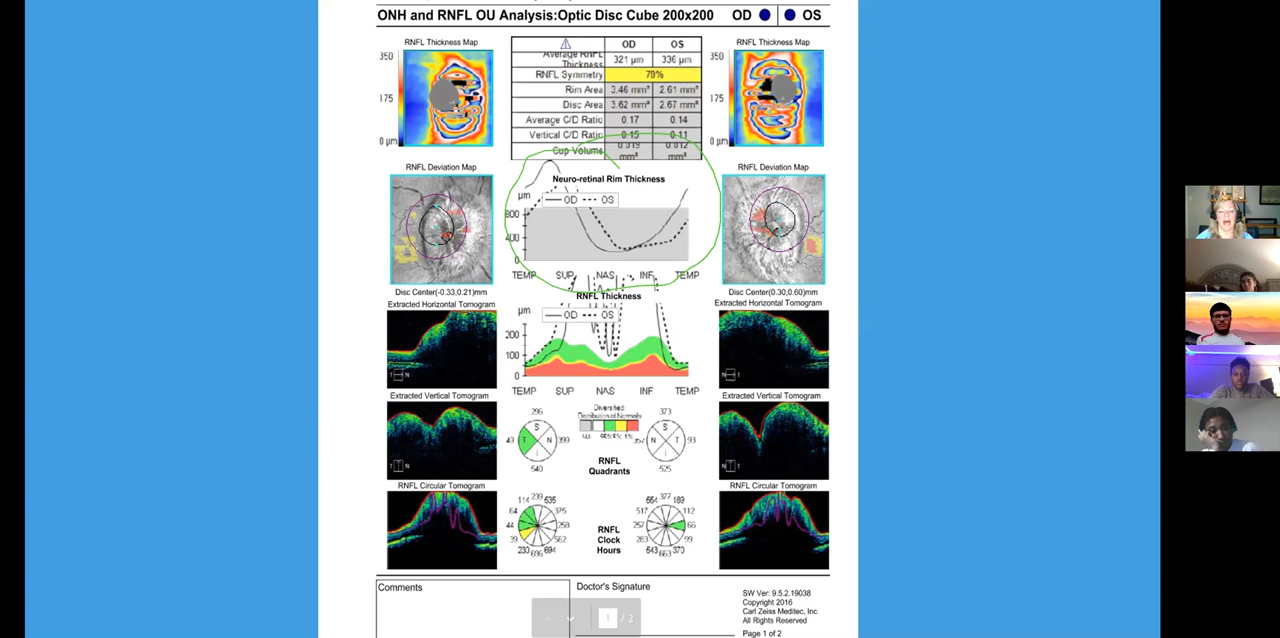 ONH and RNFL OU Analysis:Optic Disc Cube 200x200 OD OS
RNFL Thickness Map
350
175
0 µm
OD OS
Average RNFL Thickness 321 µm 336 µm
RNFL Symmetry 78%
Rim Area 3.46 mm² 2.61 mm²
Disc Area 3.62 mm² 2.67 mm²
Average C/D Ratio 0.17 0.14
Vertical C/D Ratio 0.15 0.11
Cup Volume 0.019 mm³ 0.012 mm³
RNFL Thickness Map
350
175
0 µm
RNFL Deviation Map
Disc Center(-0.33,0.21)mm
Neuro-retinal Rim Thickness
µm
OD OS
800
400
0
TEMP SUP NAS INF TEMP
RNFL Deviation Map
Disc Center(0.30,0.60)mm
Extracted Horizontal Tomogram
RNFL Thickness
µm
OD OS
200
100
0
TEMP SUP NAS INF TEMP
Extracted Horizontal Tomogram
Extracted Vertical Tomogram
296
S
49 T N 399
I
540
Diversified:
Distribution of Normals
NA 95% 5% 1%
RNFL
Quadrants
373
S
N T 93
I
525
Extracted Vertical Tomogram
RNFL Circular Tomogram
114 239 535
64 375
44 258
39 562
230 696 694
RNFL
Clock
Hours
554 377 189
517 112
257 66
283 99
543 663 370
RNFL Circular Tomogram
Comments
Doctor's Signature
SW Ver: 9.5.2.19038
Copyright 2016
Carl Zeiss Meditec, Inc
All Rights Reserved
Page 1 of 2
1 / 2